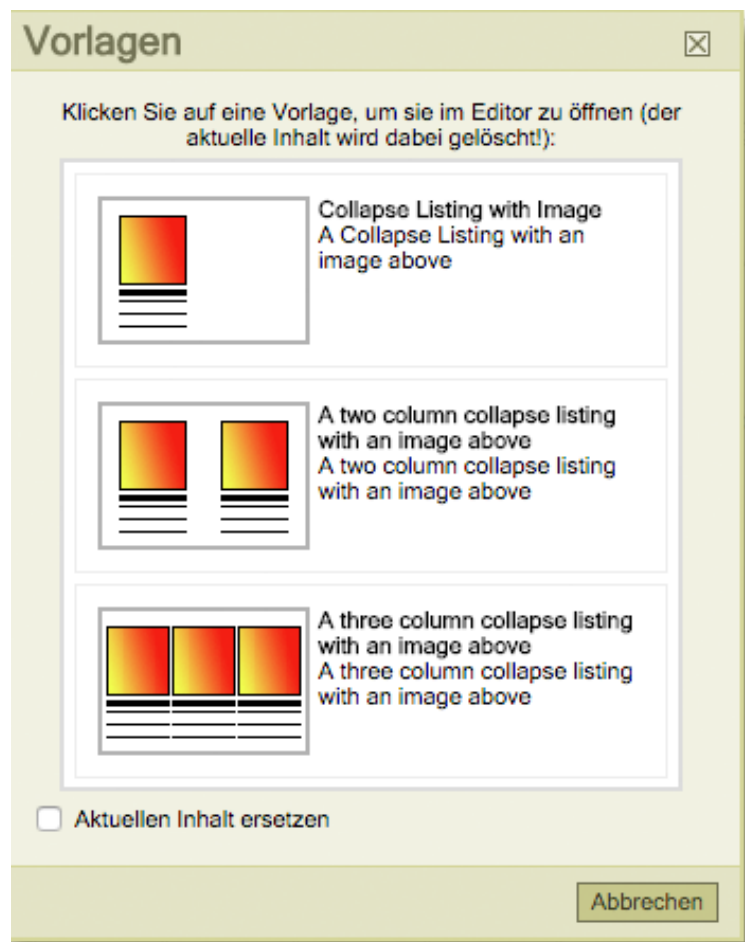 Vorlagen
Klicken Sie auf eine Vorlage, um sie im Editor zu öffnen (der
aktuelle Inhalt wird dabei gelöscht!):
Collapse Listing with Image
A Collapse Listing with an
image above
A two column collapse listing
with an image above
A two column collapse listing
with an image above
A three column collapse listing
with an image above
A three column collapse listing
with an image above
Aktuellen Inhalt ersetzen
Abbrechen